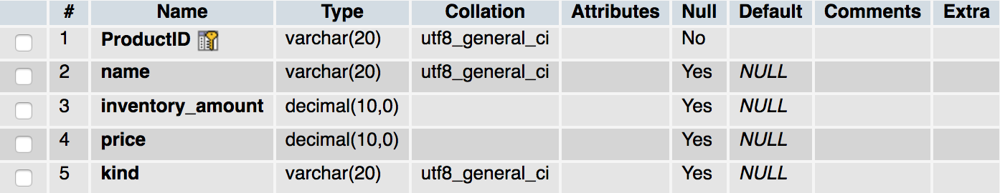 # Name Type Collation Attributes Null Default Comments Extra
1 ProductID varchar(20) utf8_general_ci No
2 name varchar(20) utf8_general_ci Yes NULL
3 inventory_amount decimal(10,0) Yes NULL
4 price decimal(10,0) Yes NULL
5 kind varchar(20) utf8_general_ci Yes NULL